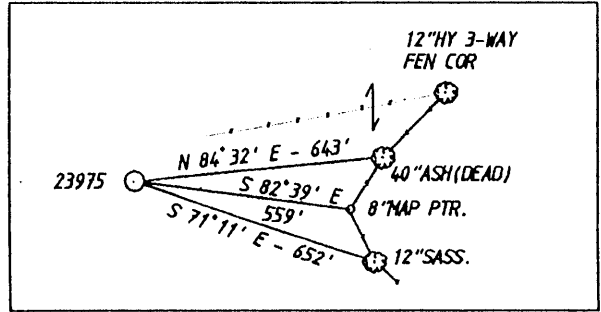 12"HY 3-WAY
FEN COR
N 84°32' E - 643'
40"ASH(DEAD)
23975
S 82°39' E
559'
8"MAP PTR.
S 71°11' E - 652'
12"SASS.